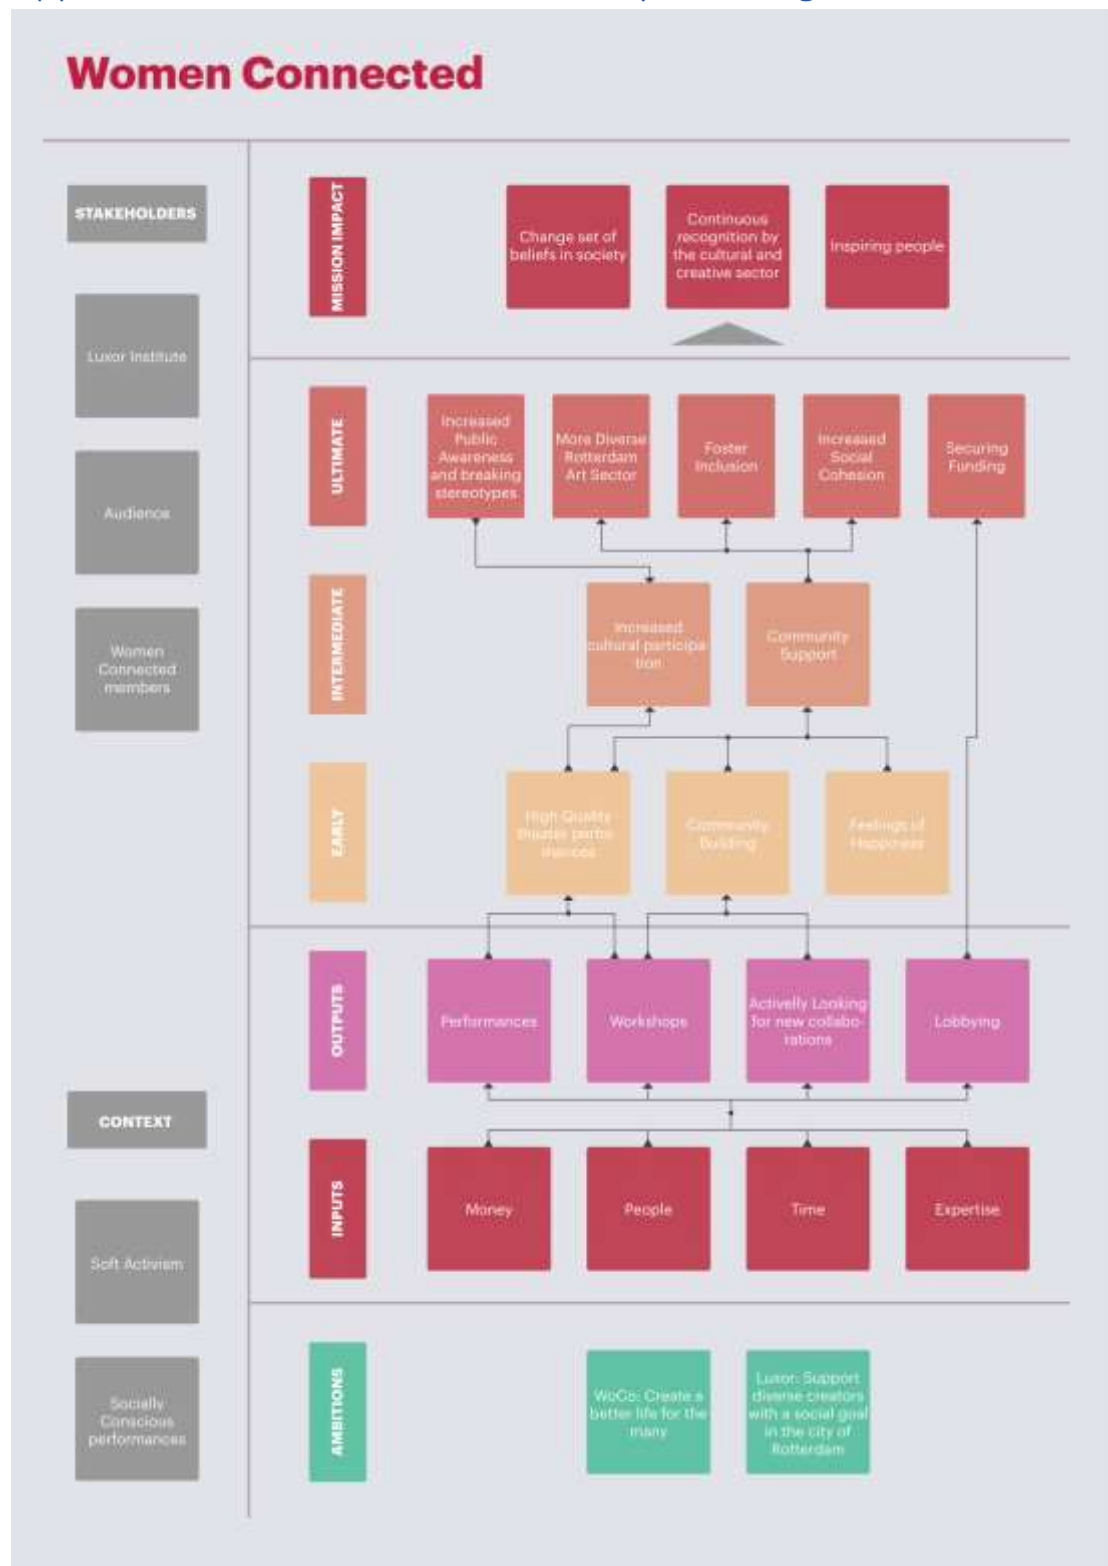 Women Connected
STAKEHOLDERS
Luxor Institute
Audience
Women
Connected
members
CONTEXT
Soft Activism
Socially
Conscious
performances
MISSION IMPACT
Change set of
beliefs in society
Continuous
recognition by
the cultural and
creative sector
Inspiring people
ULTIMATE
Increased
Public
Awareness
and breaking
stereotypes
More Diverse
Rotterdam
Art Sector
Foster
Inclusion
Increased
Social
Cohesion
Securing
Funding
INTERMEDIATE
Increased
cultural participa-
tion
Community
Support
EARLY
High Quality
theater perfo-
mances
Community
Building
Feelings of
Happiness
OUTPUTS
Performances
Workshops
Activelly Looking
for new collabo-
rations
Lobbying
INPUTS
Money
People
Time
Expertise
AMBITIONS
WoCo: Create a
better life for the
many
Luxor: Support
diverse creators
with a social goal
in the city of
Rotterdam